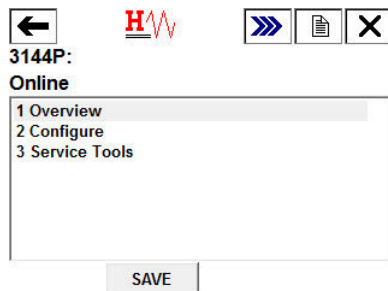 H
3144P:
Online
1 Overview
2 Configure
3 Service Tools
SAVE